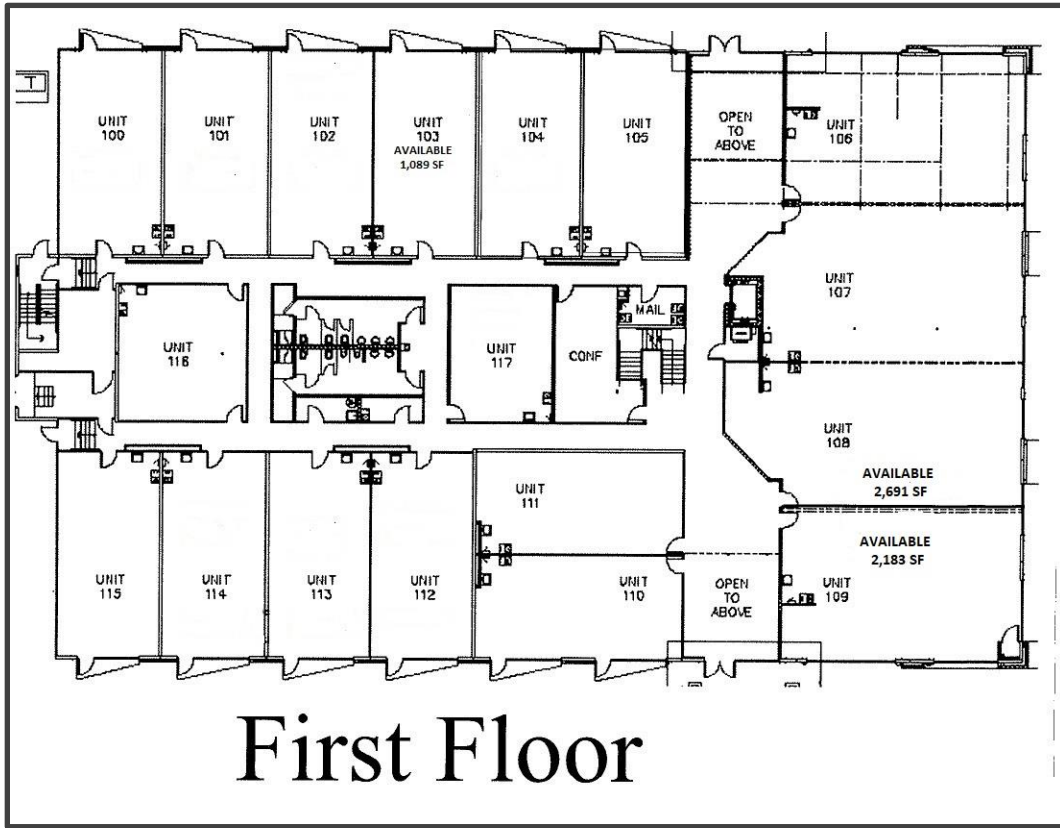 T
UNIT
100
UNIT
101
UNIT
102
UNIT
103
AVAILABLE
1,089 SF
UNIT
104
UNIT
105
OPEN
TO
ABOVE
UNIT
106
UNIT
107
UNIT
116
UNIT
117
CONF
MAIL
UNIT
108
AVAILABLE
2,691 SF
AVAILABLE
2,183 SF
UNIT
109
UNIT
115
UNIT
114
UNIT
113
UNIT
112
UNIT
111
UNIT
110
OPEN
TO
ABOVE
First Floor